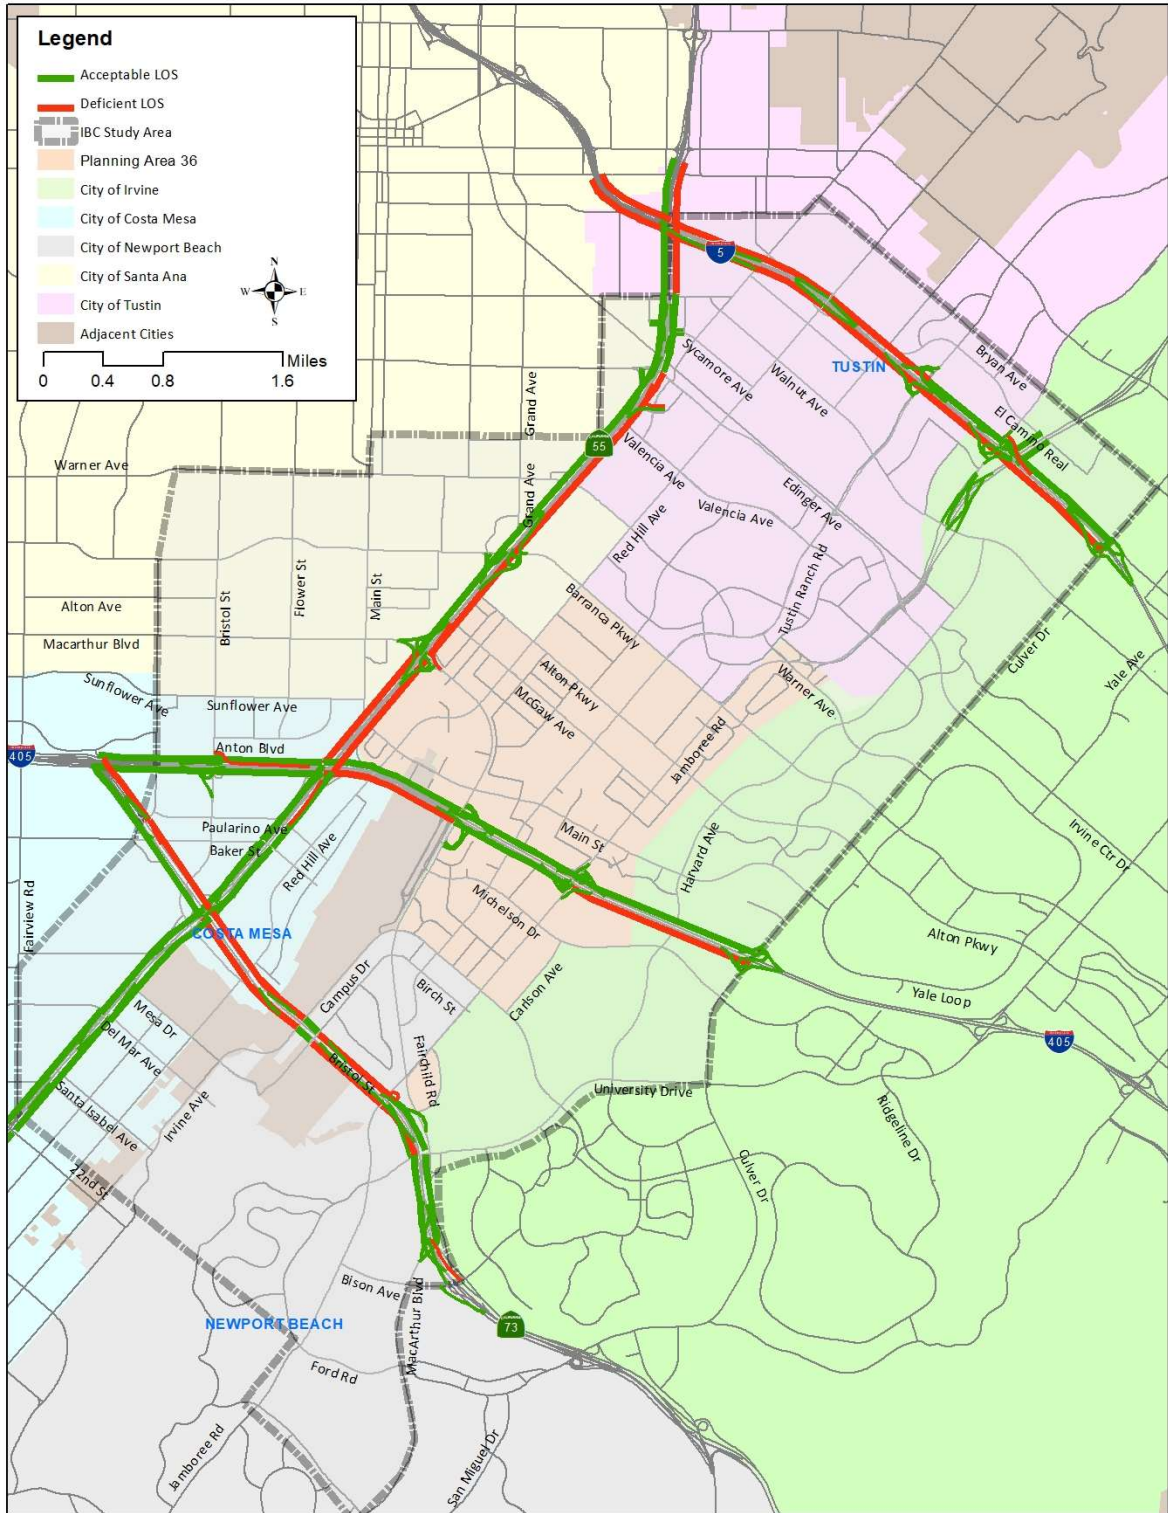 Legend
Acceptable LOS
Deficient LOS
IBC Study Area
Planning Area 36
City of Irvine
City of Costa Mesa
City of Newport Beach
City of Santa Ana
City of Tustin
Adjacent Cities
N
W
E
S
Miles
0
0.4
0.8
1.6
5
TUSTIN
Bryan Ave
Sycamore Ave
Walnut Ave
El Camino Real
Grand Ave
55
Warner Ave
Valencia Ave
Edinger Ave
Grand Ave
Valencia Ave
Red Hill Ave
Tustin Ranch Rd
Bristol St
Flower St
Main St
Alton Ave
Barranca Pkwy
Macarthur Blvd
Culver Dr
Yale Ave
Sunflower Ave
Sunflower Ave
Alton Pkwy
McGaw Ave
Warner Ave
Jamboree Rd
405
Anton Blvd
Paularino Ave
Baker St
Red Hill Ave
Main St
Harvard Ave
Irvine Ctr Dr
Fairview Rd
COSTA MESA
Michelson Dr
Alton Pkwy
Yale Loop
Campus Dr
Birch St
Carlson Ave
Mesa Dr
Del Mar Ave
405
Bristol St
Fairchild Rd
Santa Isabel Ave
Irvine Ave
University Drive
Ridgeline Dr
22nd St
Culver Dr
Bison Ave
MacArthur Blvd
NEWPORT BEACH
73
Ford Rd
Jamboree Rd
San Miguel Dr